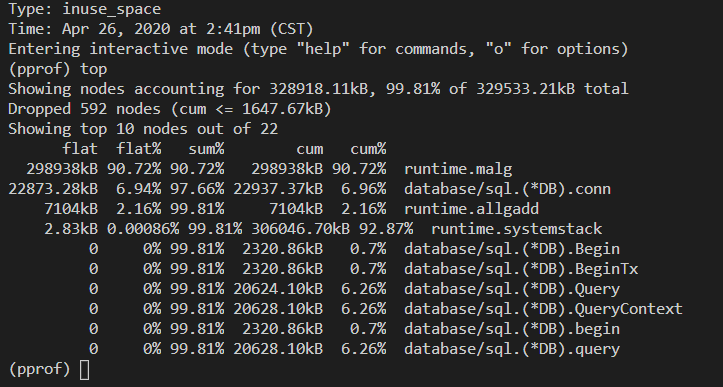 Type: inuse_space
Time: Apr 26, 2020 at 2:41pm (CST)
Entering interactive mode (type "help" for commands, "o" for options)
(pprof) top
Showing nodes accounting for 328918.11kB, 99.81% of 329533.21kB total
Dropped 592 nodes (cum <= 1647.67kB)
Showing top 10 nodes out of 22
      flat  flat%   sum%        cum   cum%
  298938kB 90.72% 90.72%   298938kB 90.72%  runtime.malg
22873.28kB  6.94% 97.66% 22937.37kB  6.96%  database/sql.(*DB).conn
    7104kB  2.16% 99.81%     7104kB  2.16%  runtime.allgadd
    2.83kB 0.00086% 99.81% 306046.70kB 92.87%  runtime.systemstack
         0     0% 99.81%  2320.86kB   0.7%  database/sql.(*DB).Begin
         0     0% 99.81%  2320.86kB   0.7%  database/sql.(*DB).BeginTx
         0     0% 99.81% 20624.10kB  6.26%  database/sql.(*DB).Query
         0     0% 99.81% 20628.10kB  6.26%  database/sql.(*DB).QueryContext
         0     0% 99.81%  2320.86kB   0.7%  database/sql.(*DB).begin
         0     0% 99.81% 20628.10kB  6.26%  database/sql.(*DB).query
(pprof)